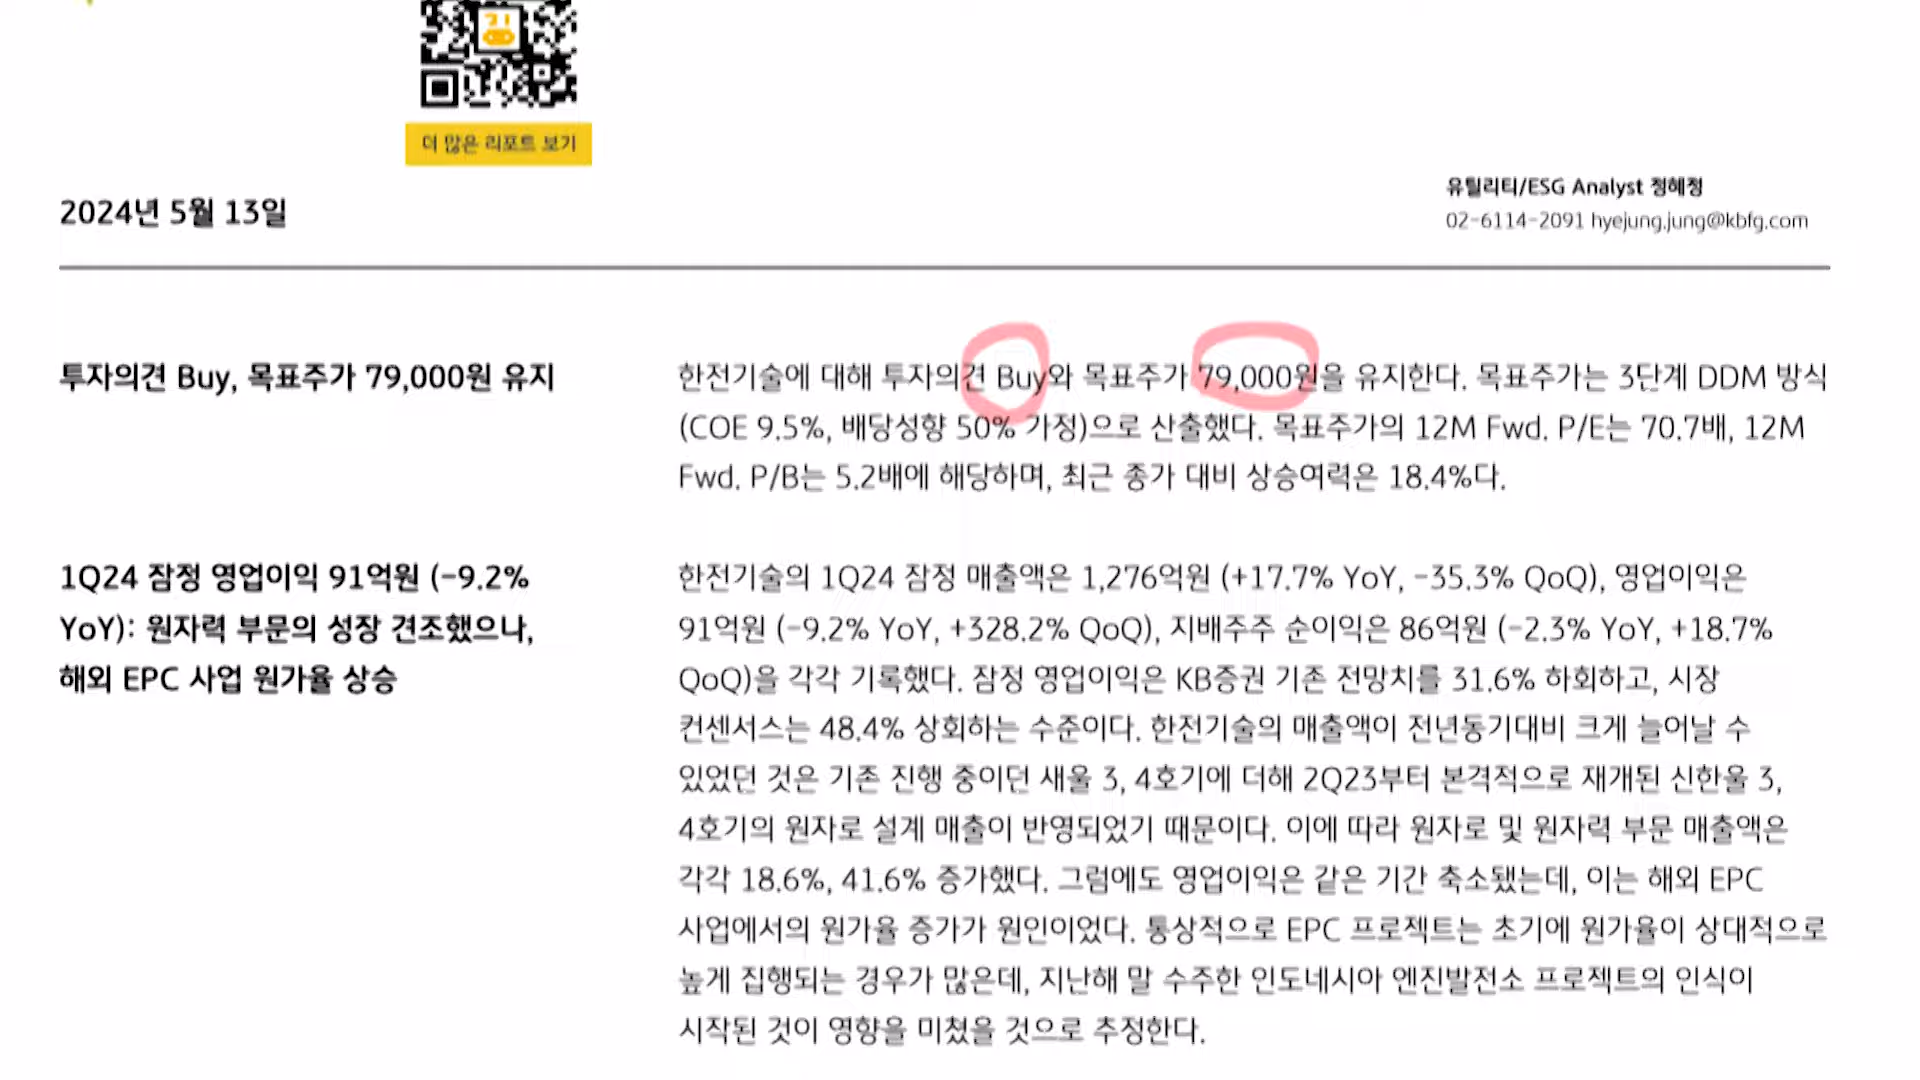 더 많은 리포트 보기
2024년 5월 13일
유틸리티/ESG Analyst 정혜정
02-6114-2091 hyejung.jung@kbfg.com
투자의견 Buy, 목표주가 79,000원 유지
한전기술에 대해 투자의견 Buy와 목표주가 79,000원을 유지한다. 목표주가는 3단계 DDM 방식
(COE 9.5%, 배당성향 50% 가정)으로 산출했다. 목표주가의 12M Fwd. P/E는 70.7배, 12M
Fwd. P/B는 5.2배에 해당하며, 최근 종가 대비 상승여력은 18.4%다.
1Q24 잠정 영업이익 91억원 (-9.2%
YoY): 원자력 부문의 성장 견조했으나,
해외 EPC 사업 원가율 상승
한전기술의 1Q24 잠정 매출액은 1,276억원 (+17.7% YoY, -35.3% QoQ), 영업이익은
91억원 (-9.2% YoY, +328.2% QoQ), 지배주주 순이익은 86억원 (-2.3% YoY, +18.7%
QoQ)을 각각 기록했다. 잠정 영업이익은 KB증권 기존 전망치를 31.6% 하회하고, 시장
컨센서스는 48.4% 상회하는 수준이다. 한전기술의 매출액이 전년동기대비 크게 늘어날 수
있었던 것은 기존 진행 중이던 새울 3, 4호기에 더해 2Q23부터 본격적으로 재개된 신한울 3,
4호기의 원자로 설계 매출이 반영되었기 때문이다. 이에 따라 원자로 및 원자력 부문 매출액은
각각 18.6%, 41.6% 증가했다. 그럼에도 영업이익은 같은 기간 축소됐는데, 이는 해외 EPC
사업에서의 원가율 증가가 원인이었다. 통상적으로 EPC 프로젝트는 초기에 원가율이 상대적으로
높게 집행되는 경우가 많은데, 지난해 말 수주한 인도네시아 엔진발전소 프로젝트의 인식이
시작된 것이 영향을 미쳤을 것으로 추정한다.